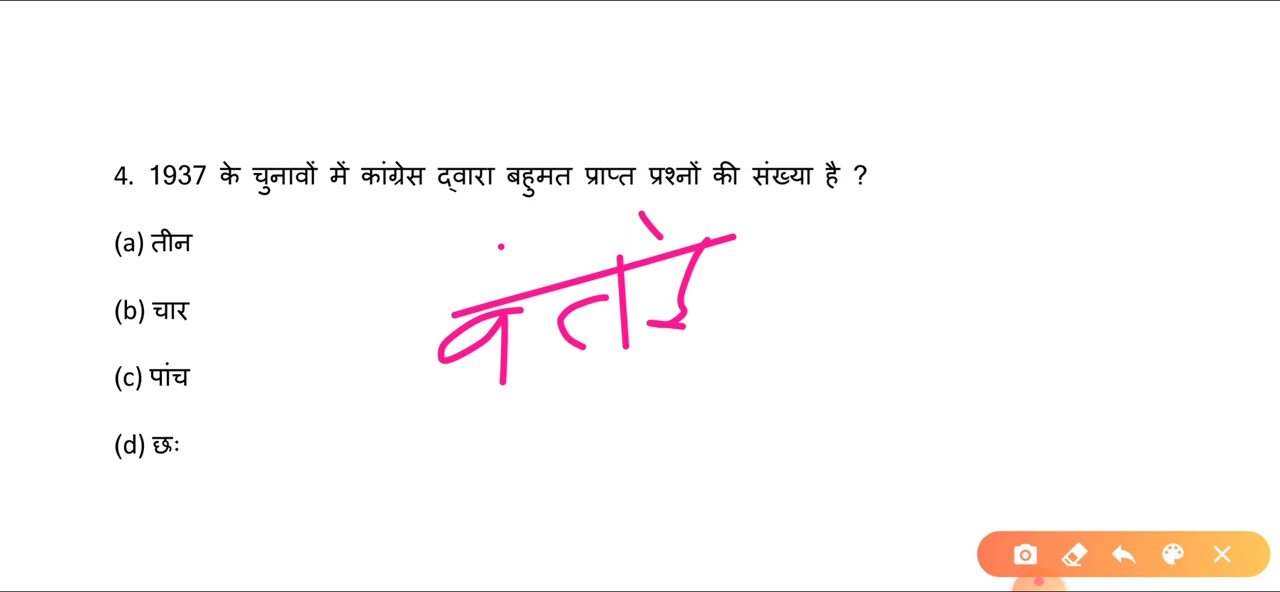 4. 1937 के चुनावों में कांग्रेस द्वारा बहुमत प्राप्त प्रश्नों की संख्या है ?
(a) तीन
(b) चार
(c) पांच
(d) छः